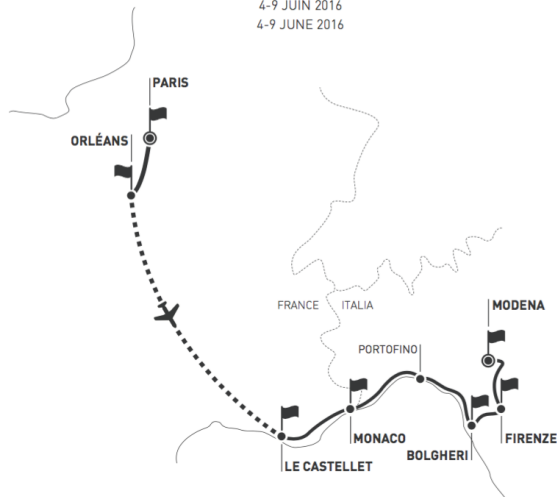 4-9 JUIN 2016
4-9 JUNE 2016
PARIS
ORLÉANS
FRANCE
ITALIA
MODENA
PORTOFINO
MONACO
BOLGHERI
FIRENZE
LE CASTELLET